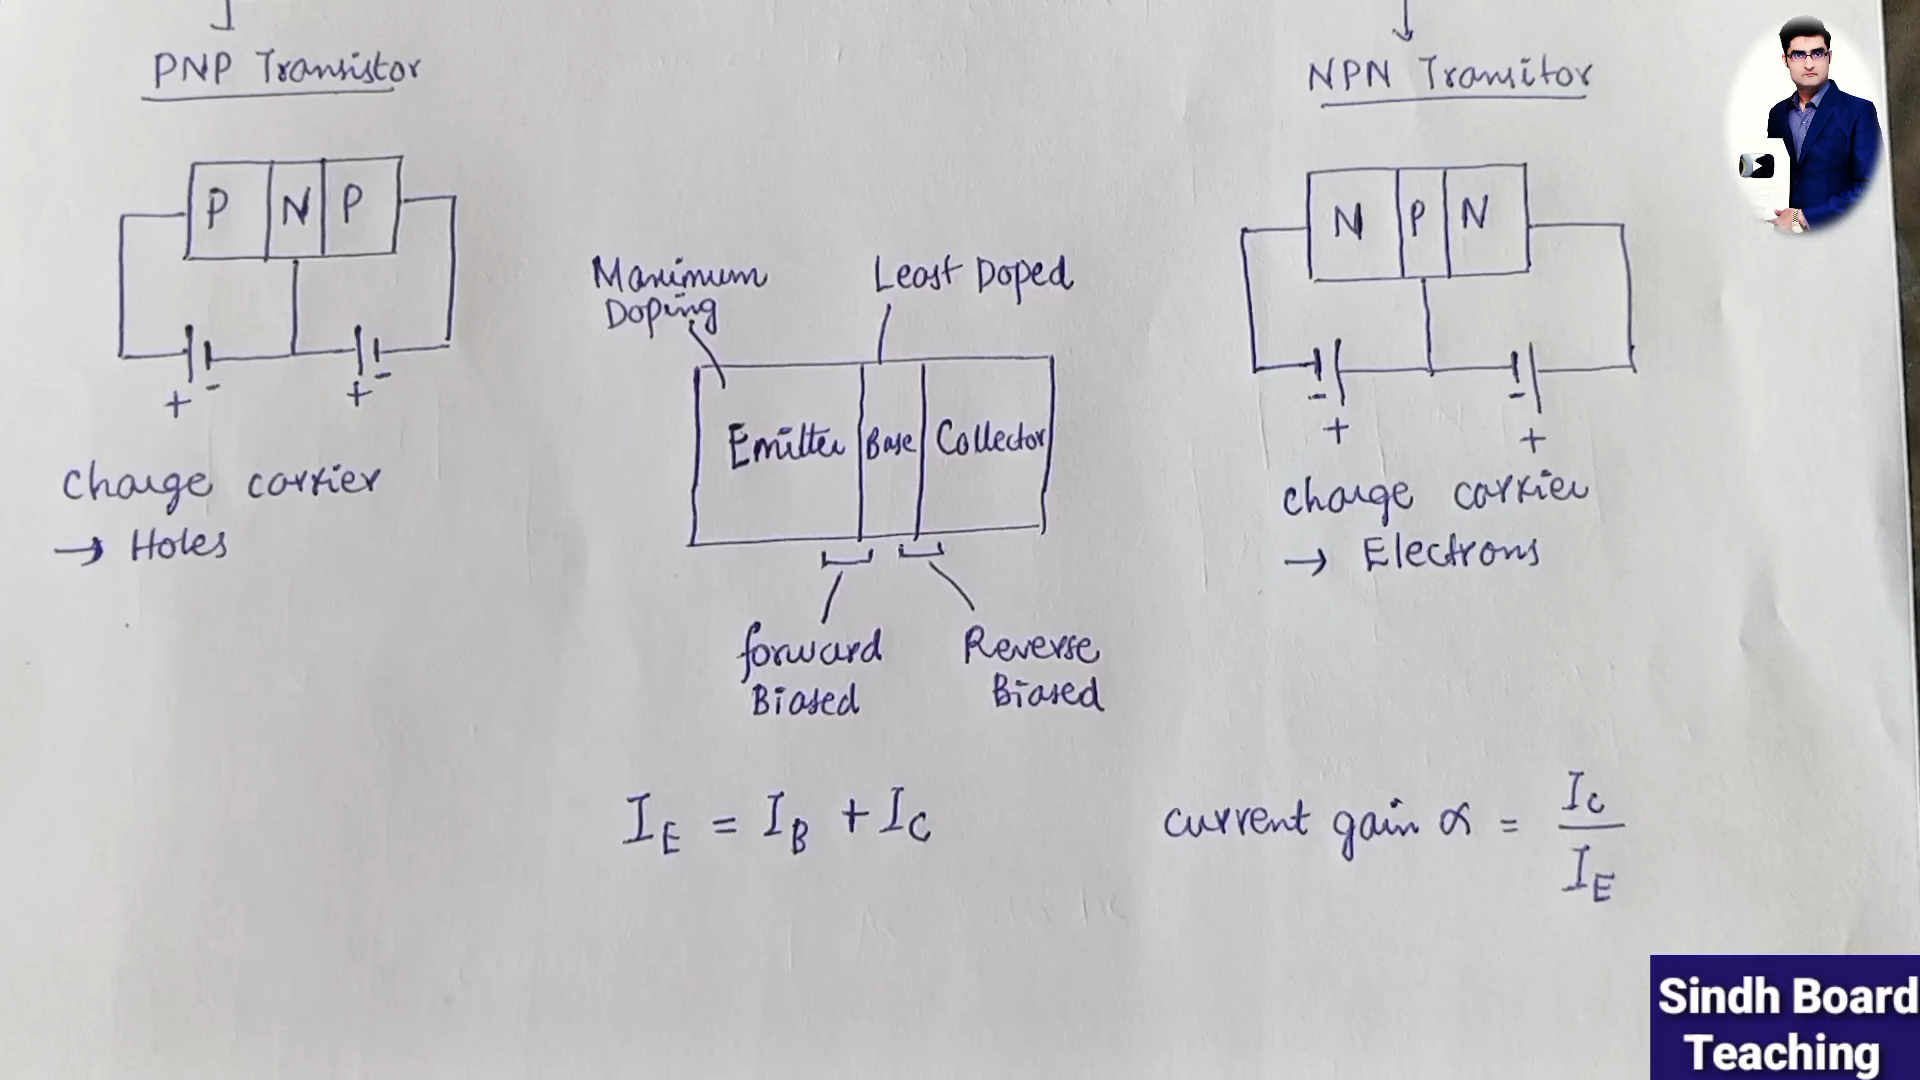 PNP Transistor
NPN Transitor
P N P
N P N
Maximum
Doping
Least Doped
+ -
+ -
- +
- +
Emitter Base Collector
charge carrier
→ Holes
charge carrier
→ Electrons
forward
Biased
Reverse
Biased
I_E = I_B + I_C
current gain α = I_C / I_E
Sindh Board
Teaching